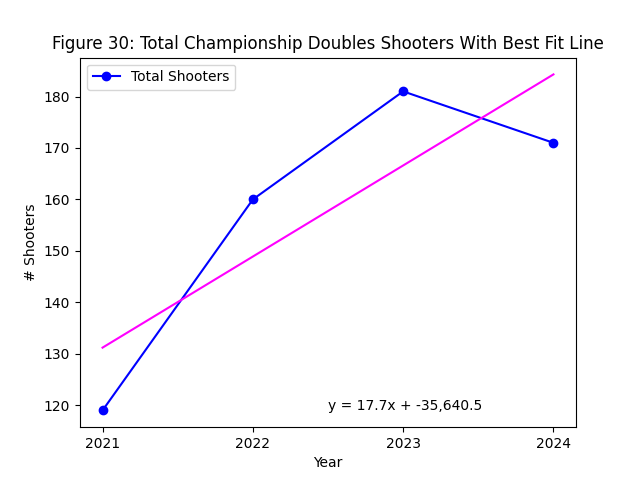 Figure 30: Total Championship Doubles Shooters With Best Fit Line
Total Shooters
# Shooters
180
170
160
150
140
130
120
y = 17.7x + -35,640.5
2021
2022
2023
2024
Year